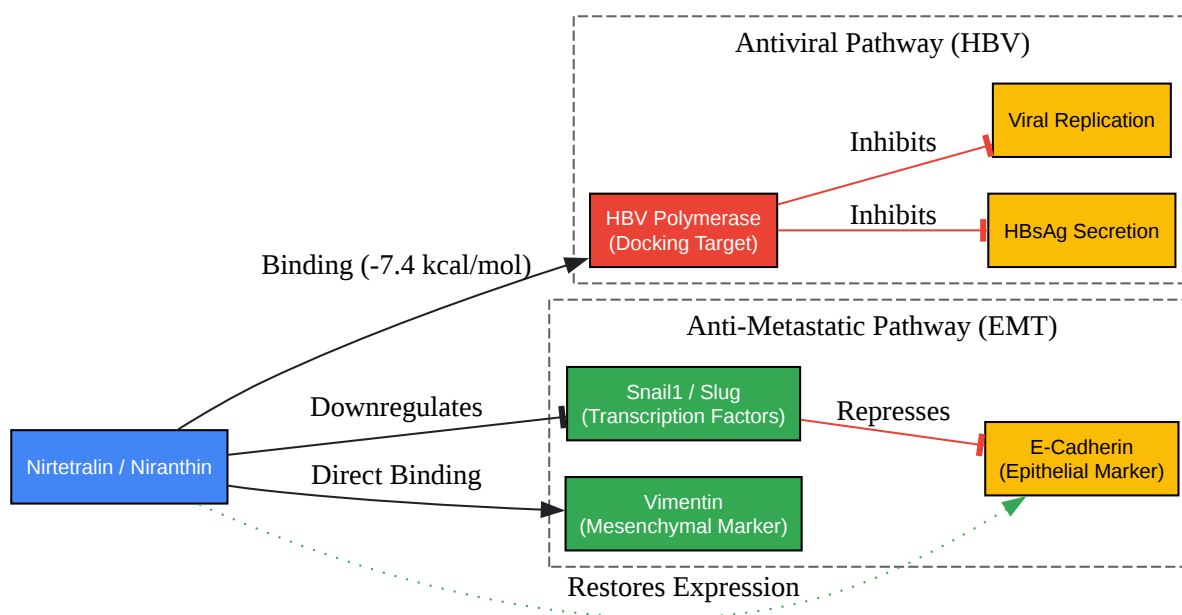 Antiviral Pathway (HBV)
Viral Replication
Inhibits
HBV Polymerase
(Docking Target)
Inhibits
HBsAg Secretion
Binding (-7.4 kcal/mol)
Anti-Metastatic Pathway (EMT)
Snail1 / Slug
(Transcription Factors)
Downregulates
Represses
E-Cadherin
(Epithelial Marker)
Nirtetralin / Niranthin
Direct Binding
Vimentin
(Mesenchymal Marker)
Restores Expression